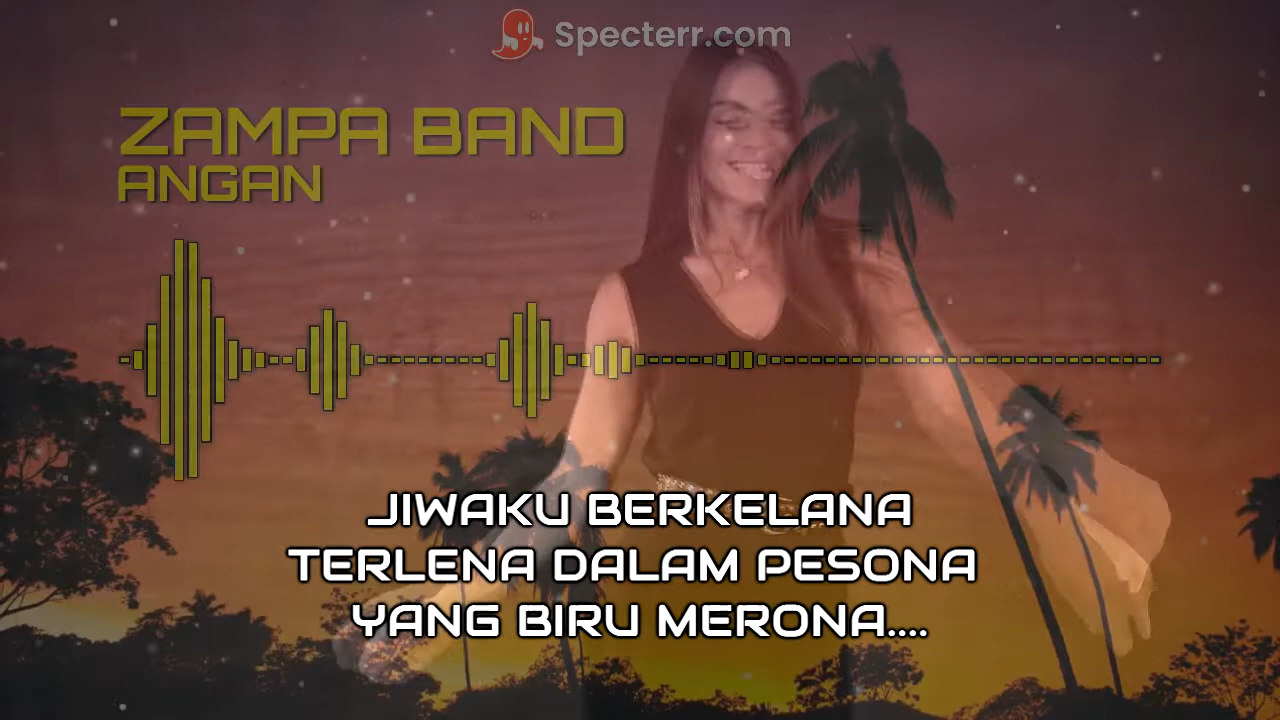 Specterr.com
ZAMPA BAND
ANGAN
JIWAKU BERKELANA
TERLENA DALAM PESONA
YANG BIRU MERONA....